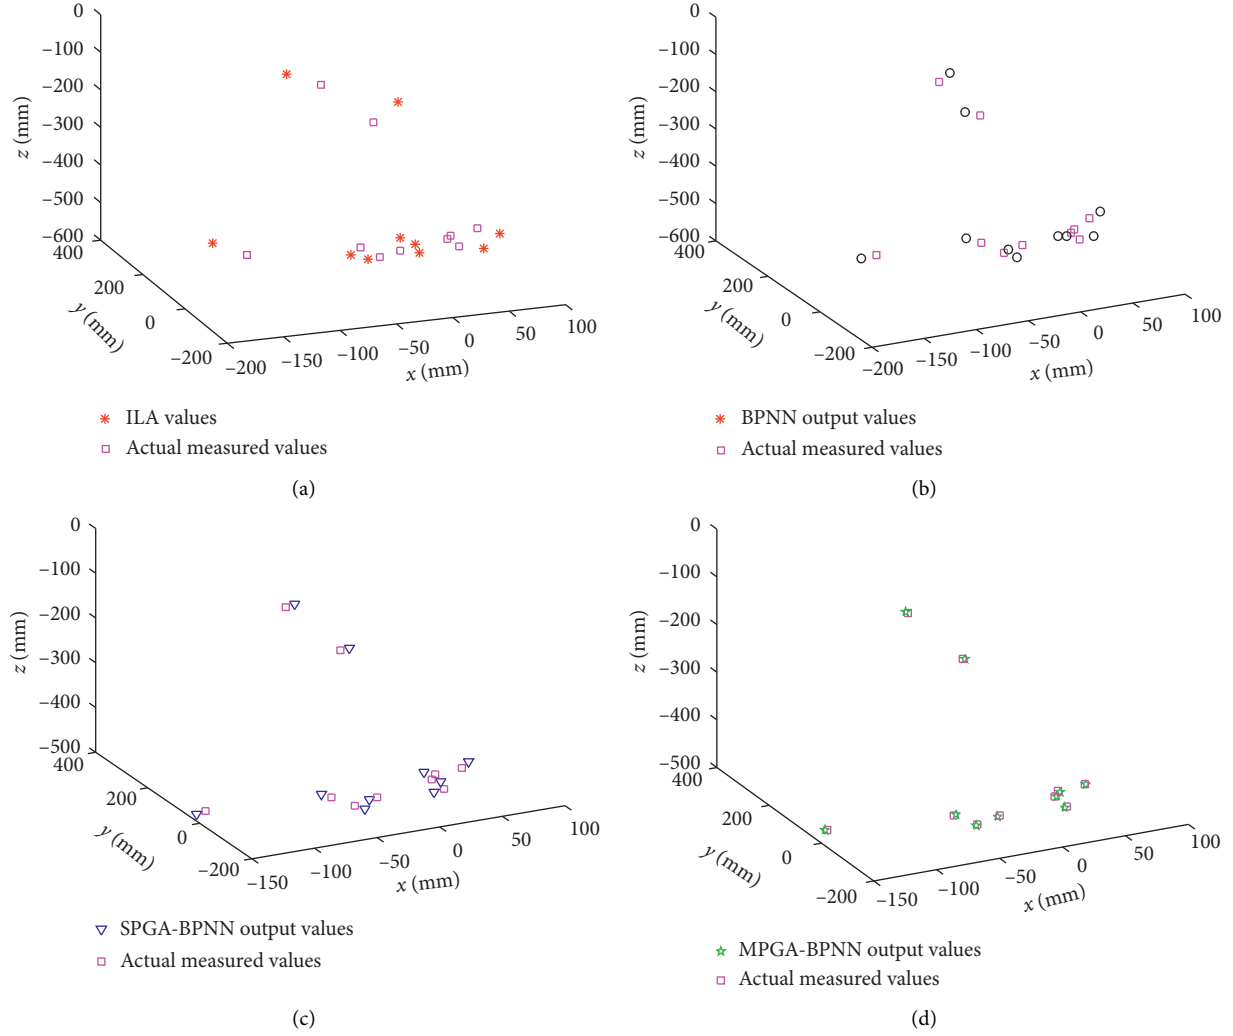 0
−100
−200
−300
−400
−500
−600
z (mm)
400
200
0
−200
y (mm)
−200
−150
−100
−50
0
50
100
x (mm)
ILA values
Actual measured values
(a)
0
−100
−200
−300
−400
−500
−600
z (mm)
400
200
0
−200
y (mm)
−200
−150
−100
−50
0
50
100
x (mm)
BPNN output values
Actual measured values
(b)
0
−100
−200
−300
−400
−500
z (mm)
400
200
0
−200
y (mm)
−150
−100
−50
0
50
100
x (mm)
SPGA-BPNN output values
Actual measured values
(c)
0
−100
−200
−300
−400
−500
z (mm)
400
200
0
−200
y (mm)
−150
−100
−50
0
50
100
x (mm)
MPGA-BPNN output values
Actual measured values
(d)